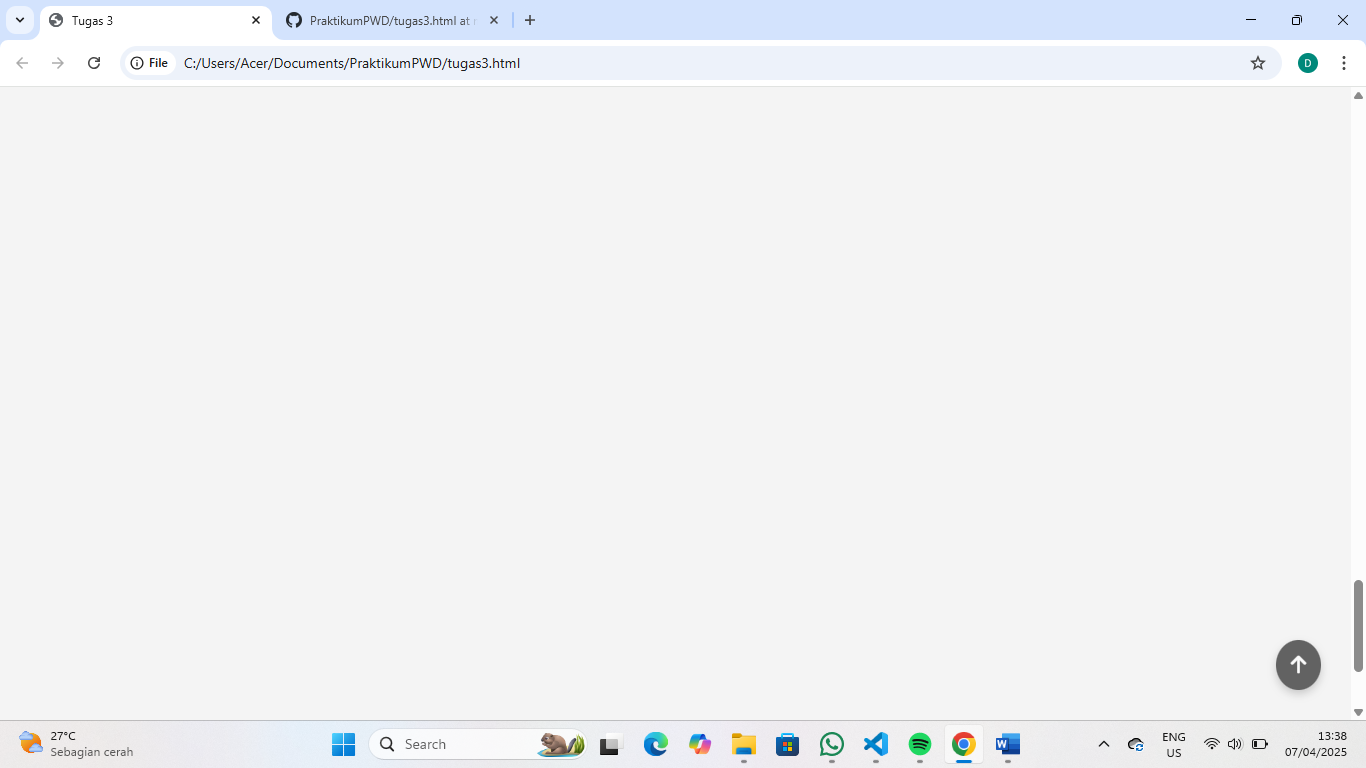 Tugas 3
PraktikumPWD/tugas3.html at
File
C:/Users/Acer/Documents/PraktikumPWD/tugas3.html
D
27°C
Sebagian cerah
Search
W
ENG
US
13:38
07/04/2025